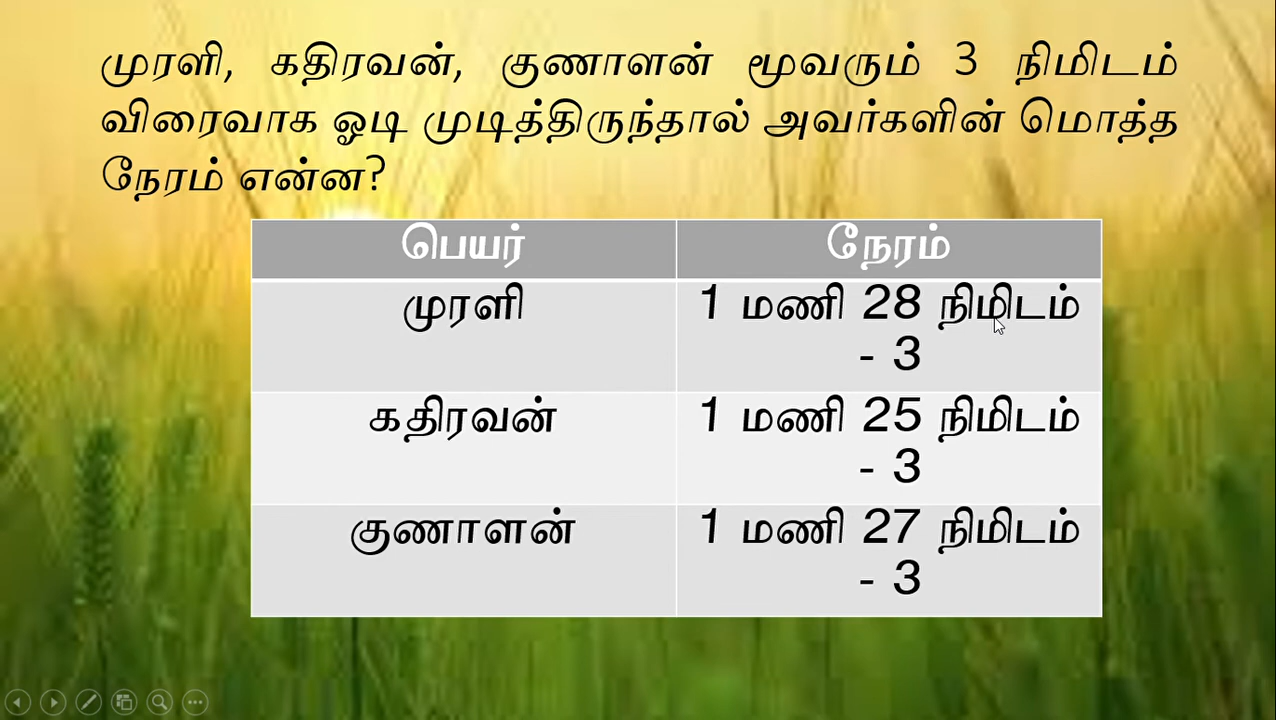 முரளி, கதிரவன், குணாளன் மூவரும் 3 நிமிடம்
விரைவாக ஓடி முடித்திருந்தால் அவர்களின் மொத்த
நேரம் என்ன?
பெயர் நேரம்
முரளி 1 மணி 28 நிமிடம்
- 3
கதிரவன் 1 மணி 25 நிமிடம்
- 3
குணாளன் 1 மணி 27 நிமிடம்
- 3